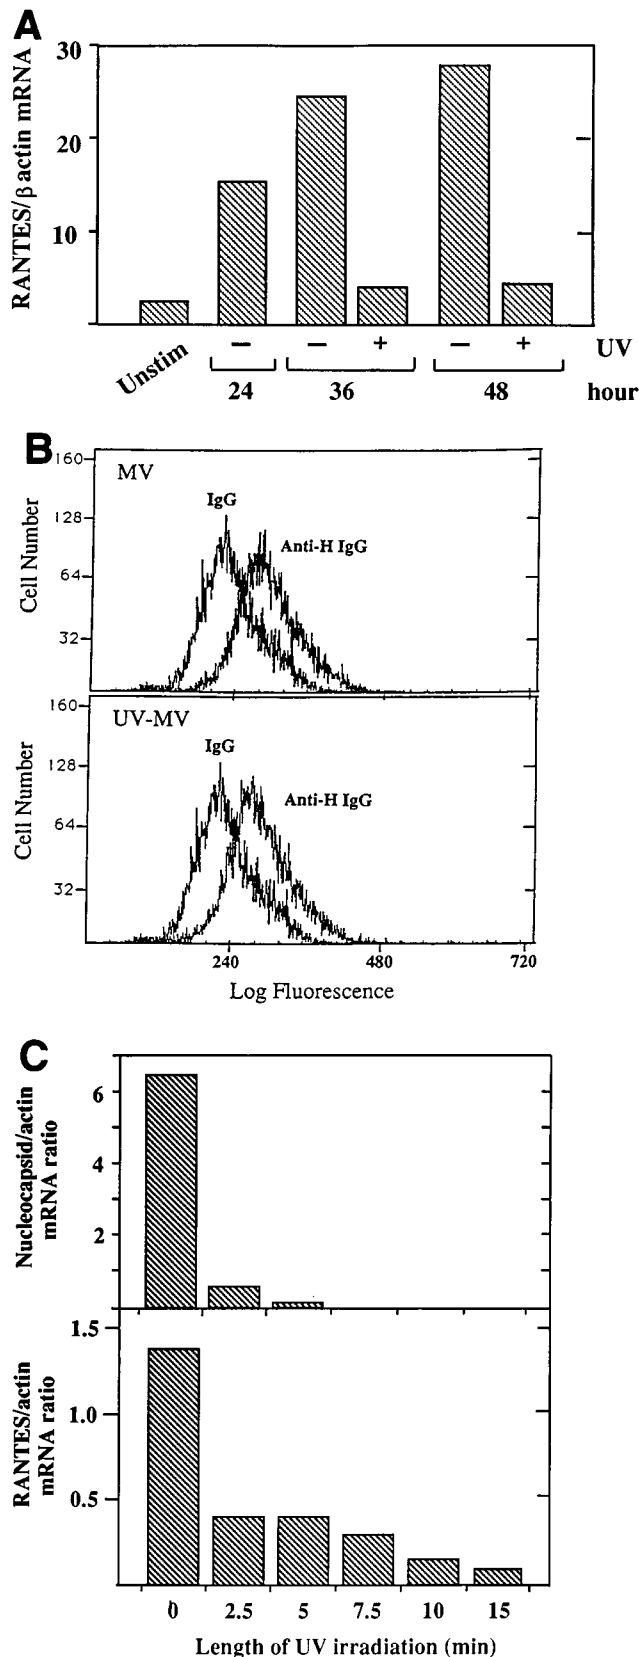 A
RANTES/β actin mRNA
30
20
10
Unstim
− − + − + UV
24 36 48 hour
B
MV
Cell Number
160
128
64
32
IgG
Anti-H IgG
UV-MV
Cell Number
160
128
64
32
IgG
Anti-H IgG
240 480 720
Log Fluorescence
C
Nucleocapsid/actin
mRNA ratio
6
4
2
RANTES/actin
mRNA ratio
1.5
1.0
0.5
0 2.5 5 7.5 10 15
Length of UV irradiation (min)